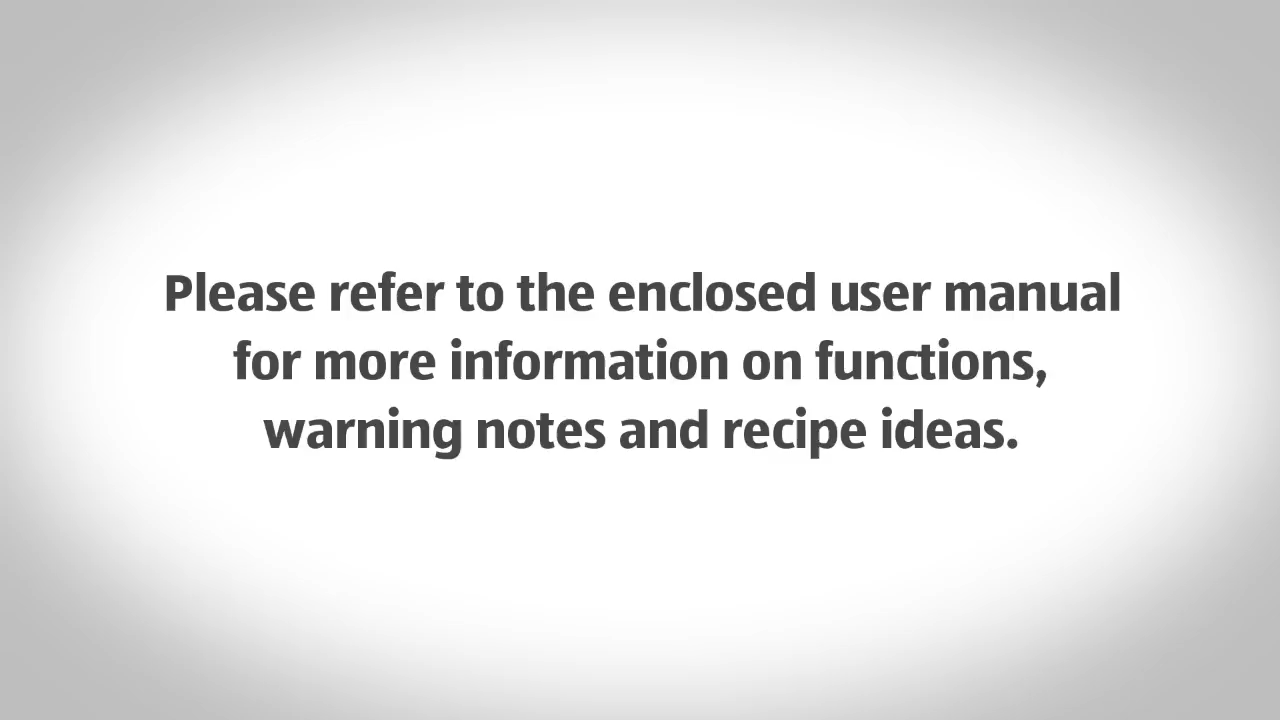 Please refer to the enclosed user manual
for more information on functions,
warning notes and recipe ideas.